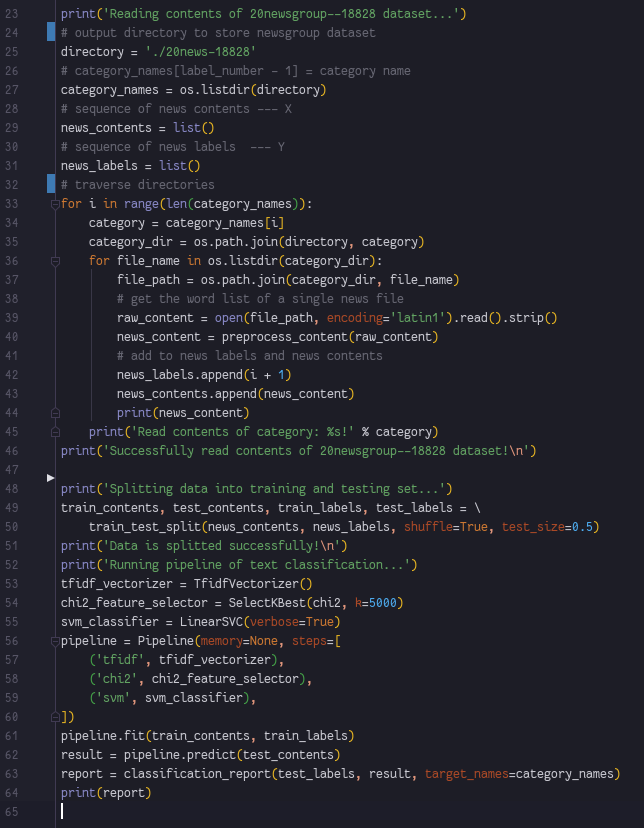 23 print('Reading contents of 20newsgroup--18828 dataset...')
24 # output directory to store newsgroup dataset
25 directory = './20news-18828'
26 # category_names[label_number - 1] = category name
27 category_names = os.listdir(directory)
28 # sequence of news contents --- X
29 news_contents = list()
30 # sequence of news labels  --- Y
31 news_labels = list()
32 # traverse directories
33 for i in range(len(category_names)):
34     category = category_names[i]
35     category_dir = os.path.join(directory, category)
36     for file_name in os.listdir(category_dir):
37         file_path = os.path.join(category_dir, file_name)
38         # get the word list of a single news file
39         raw_content = open(file_path, encoding='latin1').read().strip()
40         news_content = preprocess_content(raw_content)
41         # add to news labels and news contents
42         news_labels.append(i + 1)
43         news_contents.append(news_content)
44         print(news_content)
45     print('Read contents of category: %s!' % category)
46 print('Successfully read contents of 20newsgroup--18828 dataset!\n')
47
48 print('Splitting data into training and testing set...')
49 train_contents, test_contents, train_labels, test_labels = \
50     train_test_split(news_contents, news_labels, shuffle=True, test_size=0.5)
51 print('Data is splitted successfully!\n')
52 print('Running pipeline of text classification...')
53 tfidf_vectorizer = TfidfVectorizer()
54 chi2_feature_selector = SelectKBest(chi2, k=5000)
55 svm_classifier = LinearSVC(verbose=True)
56 pipeline = Pipeline(memory=None, steps=[
57     ('tfidf', tfidf_vectorizer),
58     ('chi2', chi2_feature_selector),
59     ('svm', svm_classifier),
60 ])
61 pipeline.fit(train_contents, train_labels)
62 result = pipeline.predict(test_contents)
63 report = classification_report(test_labels, result, target_names=category_names)
64 print(report)
65